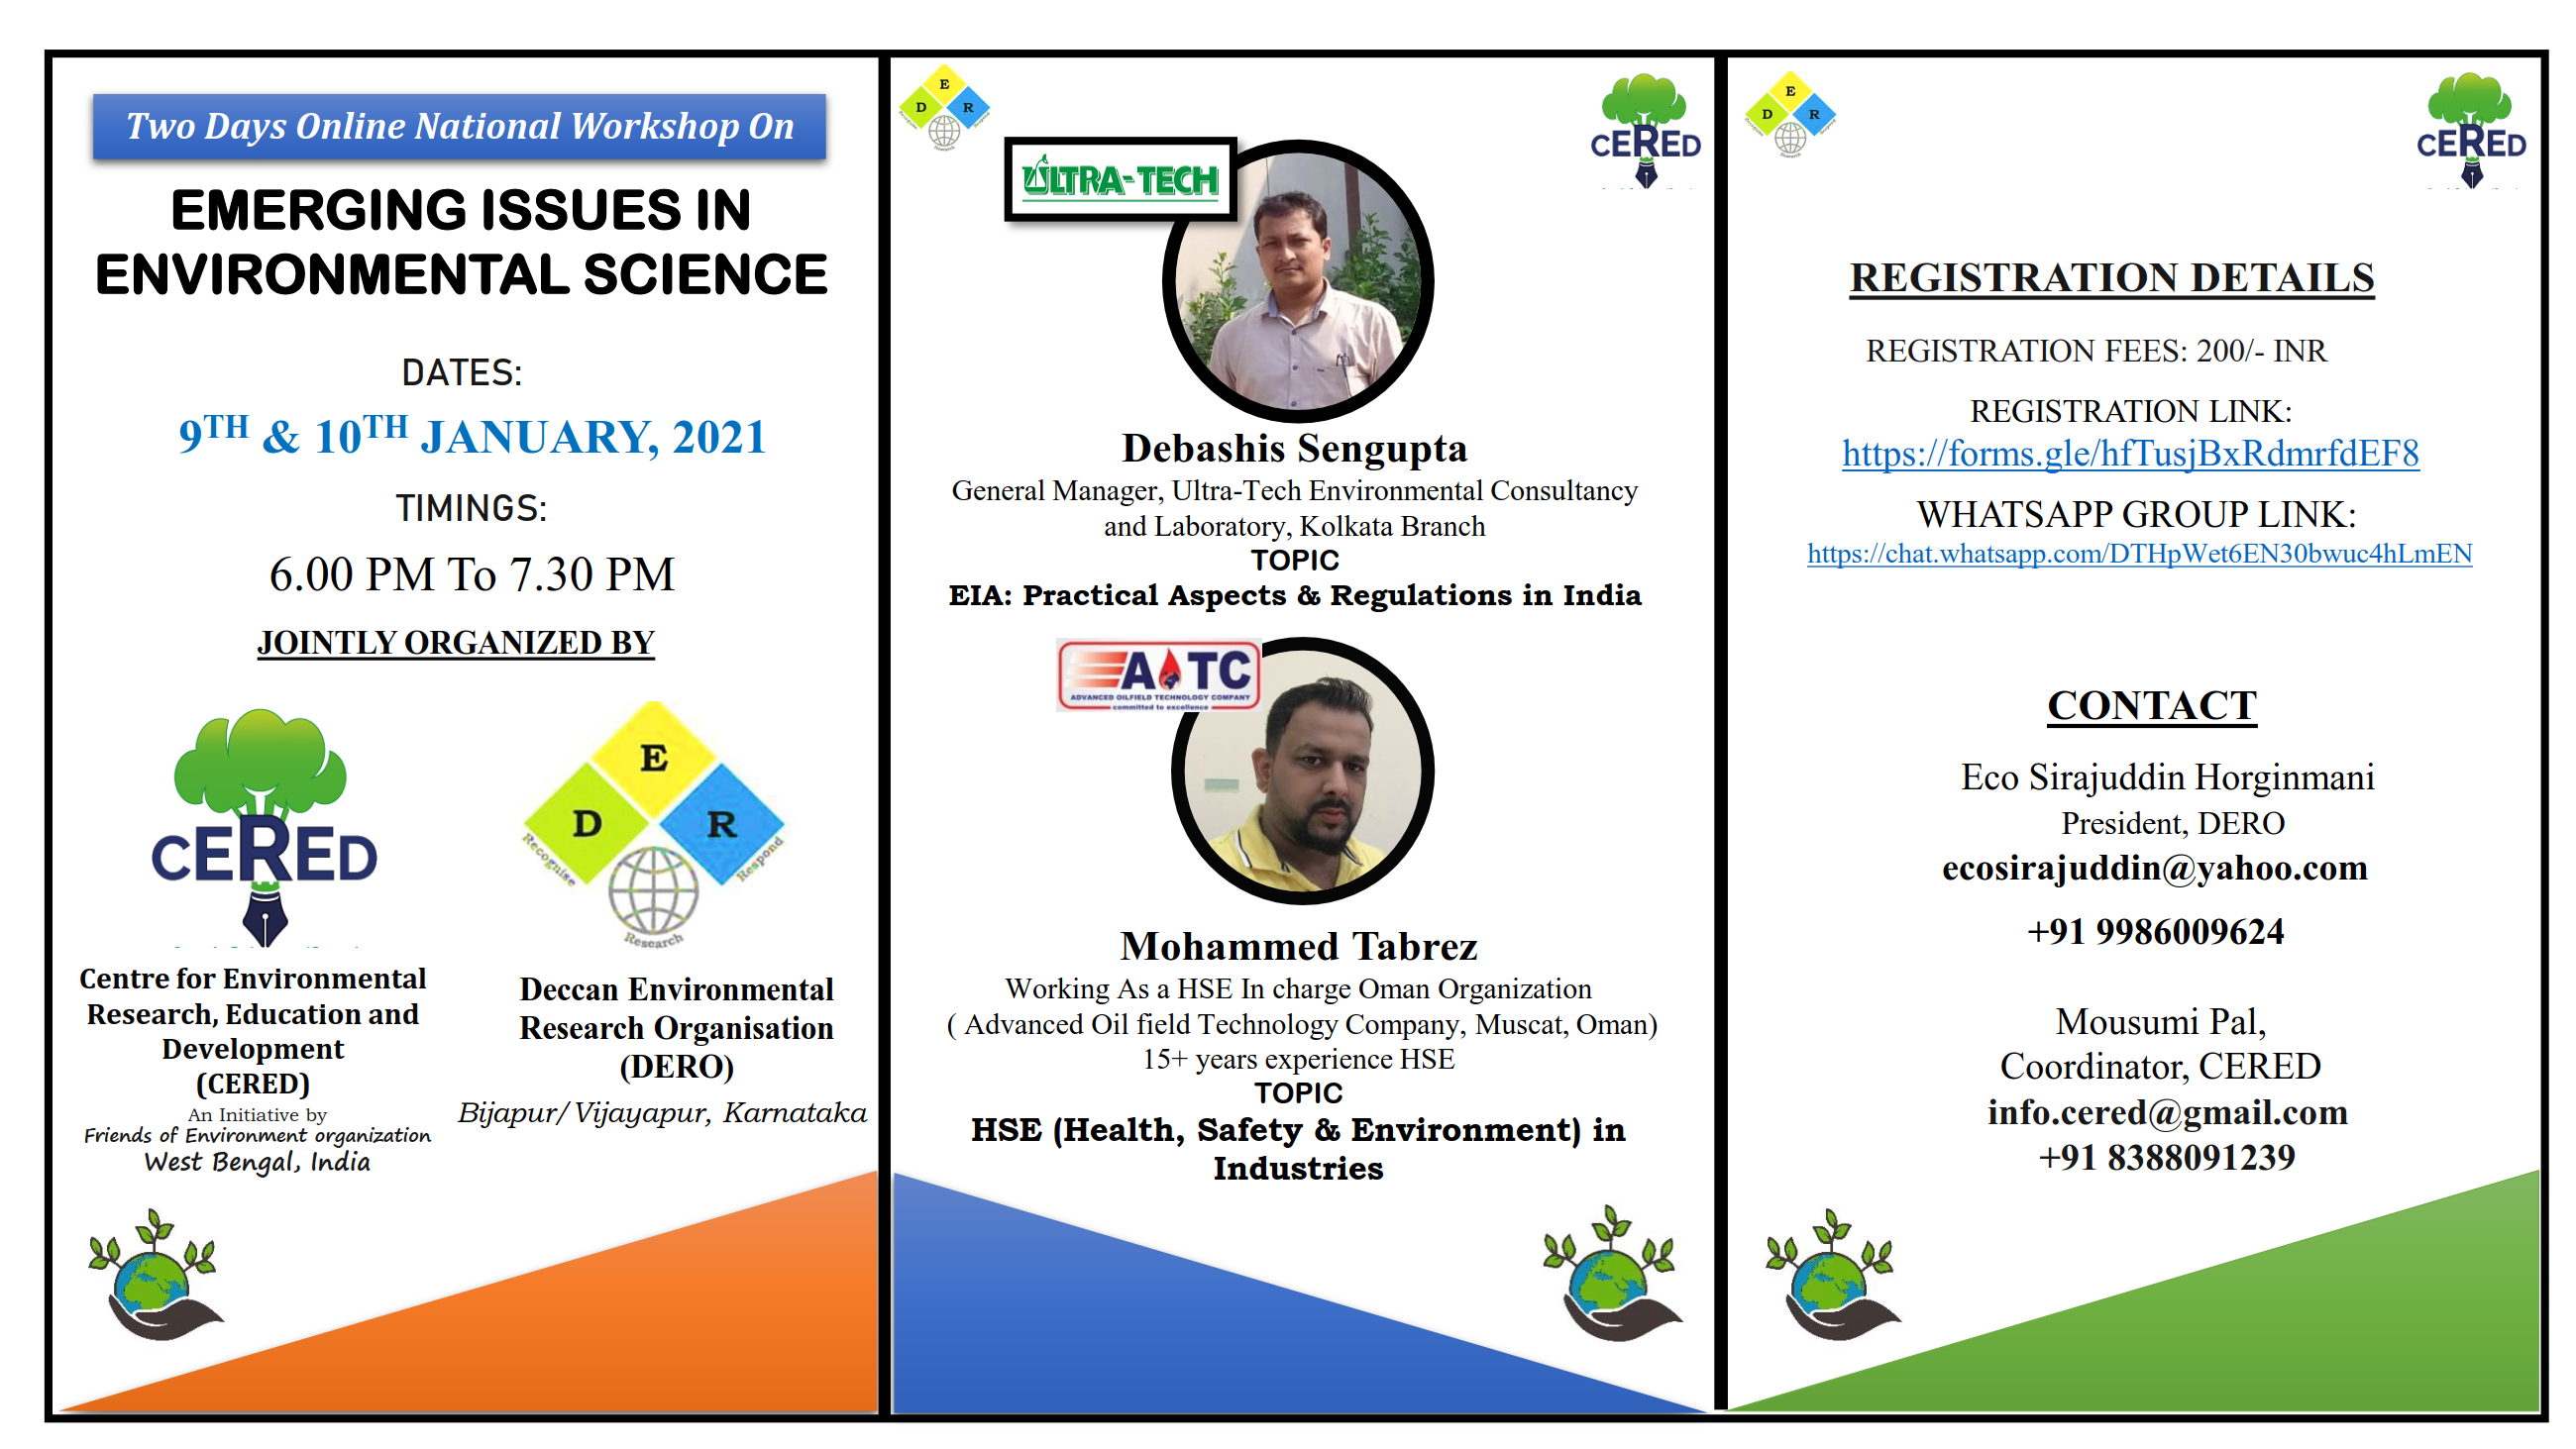 Two Days Online National Workshop On
EMERGING ISSUES IN
ENVIRONMENTAL SCIENCE
DATES:
9TH & 10TH JANUARY, 2021
TIMINGS:
6.00 PM To 7.30 PM
JOINTLY ORGANIZED BY
CERED
E
D
R
Recognise
Respond
Research
Centre for Environmental
Research, Education and
Development
(CERED)
An Initiative by
Friends of Environment organization
West Bengal, India
Deccan Environmental
Research Organisation
(DERO)
Bijapur/Vijayapur, Karnataka
E
D
R
Recognise
Respond
Research
CERED
ULTRA-TECH
Debashis Sengupta
General Manager, Ultra-Tech Environmental Consultancy
and Laboratory, Kolkata Branch
TOPIC
EIA: Practical Aspects & Regulations in India
AOTC
ADVANCED OILFIELD TECHNOLOGY COMPANY
committed to excellence
Mohammed Tabrez
Working As a HSE In charge Oman Organization
( Advanced Oil field Technology Company, Muscat, Oman)
15+ years experience HSE
TOPIC
HSE (Health, Safety & Environment) in
Industries
E
D
R
Recognise
Respond
Research
CERED
REGISTRATION DETAILS
REGISTRATION FEES: 200/- INR
REGISTRATION LINK:
https://forms.gle/hfTusjBxRdmrfdEF8
WHATSAPP GROUP LINK:
https://chat.whatsapp.com/DTHpWet6EN30bwuc4hLmEN
CONTACT
Eco Sirajuddin Horginmani
President, DERO
ecosirajuddin@yahoo.com
+91 9986009624
Mousumi Pal,
Coordinator, CERED
info.cered@gmail.com
+91 8388091239